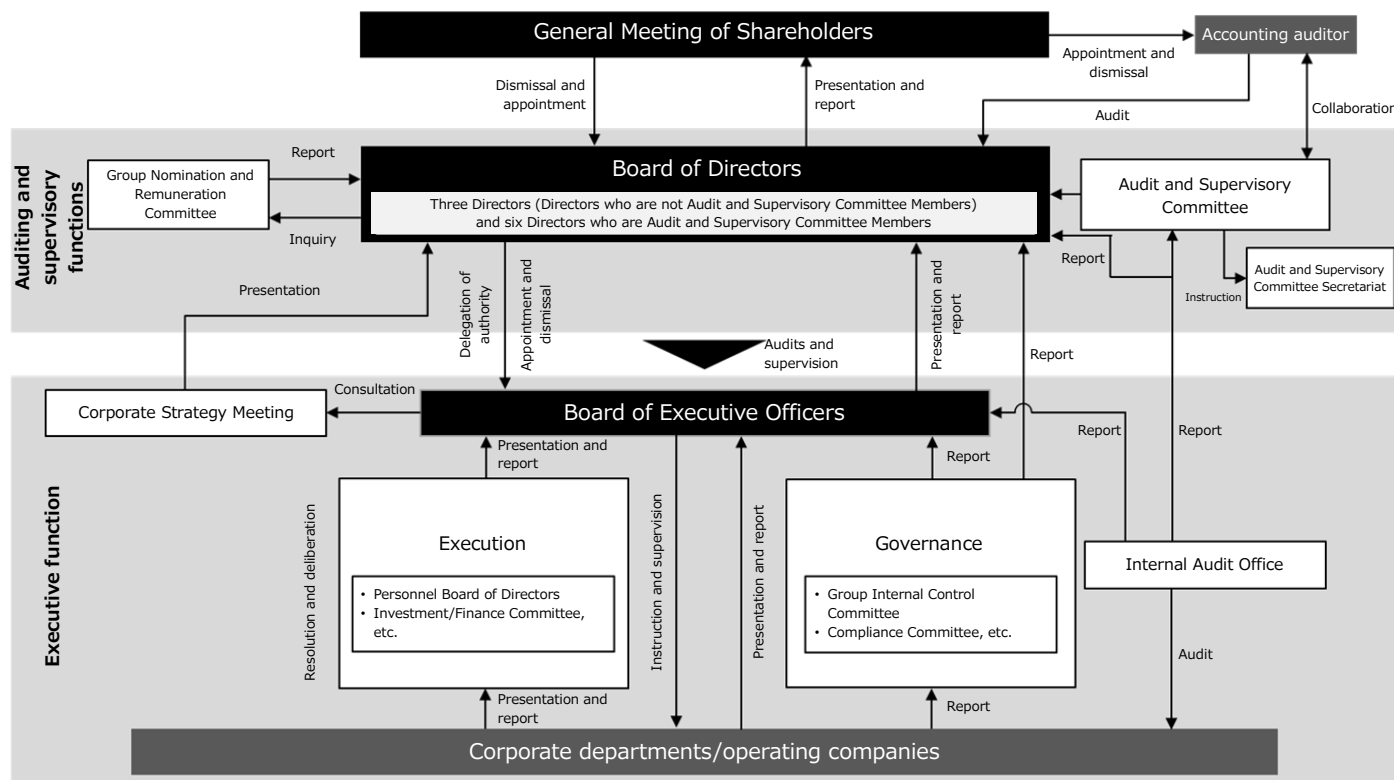 General Meeting of Shareholders
Accounting auditor
Appointment and
dismissal
Dismissal and
appointment
Presentation and
report
Audit
Collaboration
Auditing and
supervisory
functions
Group Nomination and
Remuneration
Committee
Report
Inquiry
Board of Directors
Three Directors (Directors who are not Audit and Supervisory Committee Members)
and six Directors who are Audit and Supervisory Committee Members
Audit and Supervisory
Committee
Report
Instruction
Audit and Supervisory
Committee Secretariat
Presentation
Delegation of
authority
Appointment and
dismissal
Audits and
supervision
Presentation and
report
Report
Executive function
Corporate Strategy Meeting
Consultation
Board of Executive Officers
Report
Report
Presentation and
report
Report
Resolution and deliberation
Execution
• Personnel Board of Directors
• Investment/Finance Committee,
etc.
Instruction and supervision
Presentation and report
Governance
• Group Internal Control
Committee
• Compliance Committee, etc.
Internal Audit Office
Audit
Presentation and
report
Report
Corporate departments/operating companies